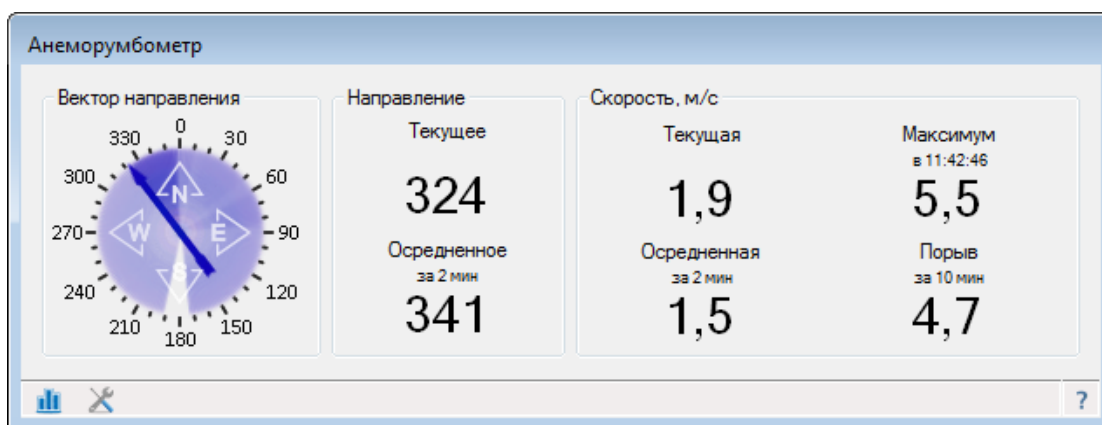 Анеморумбометр
Вектор направления
0
330
30
300
60
N
270
W
E
90
S
240
120
210
150
180
Направление
Текущее
324
Осредненное
за 2 мин
341
Скорость, м/с
Текущая
Максимум
в 11:42:46
1,9
5,5
Осредненная
Порыв
за 2 мин
за 10 мин
1,5
4,7
?